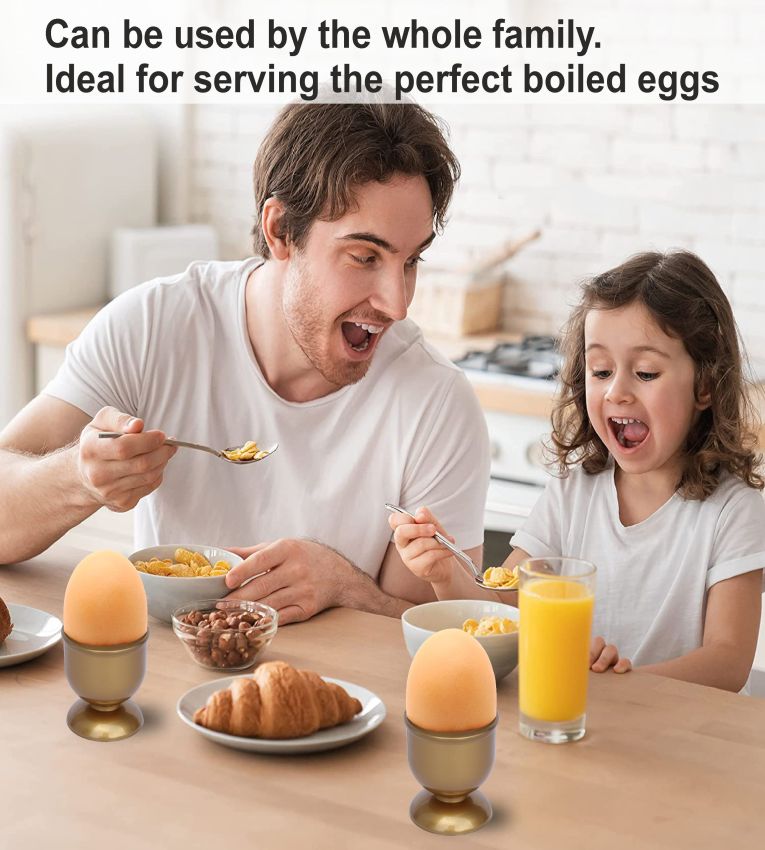 Can be used by the whole family.
Ideal for serving the perfect boiled eggs